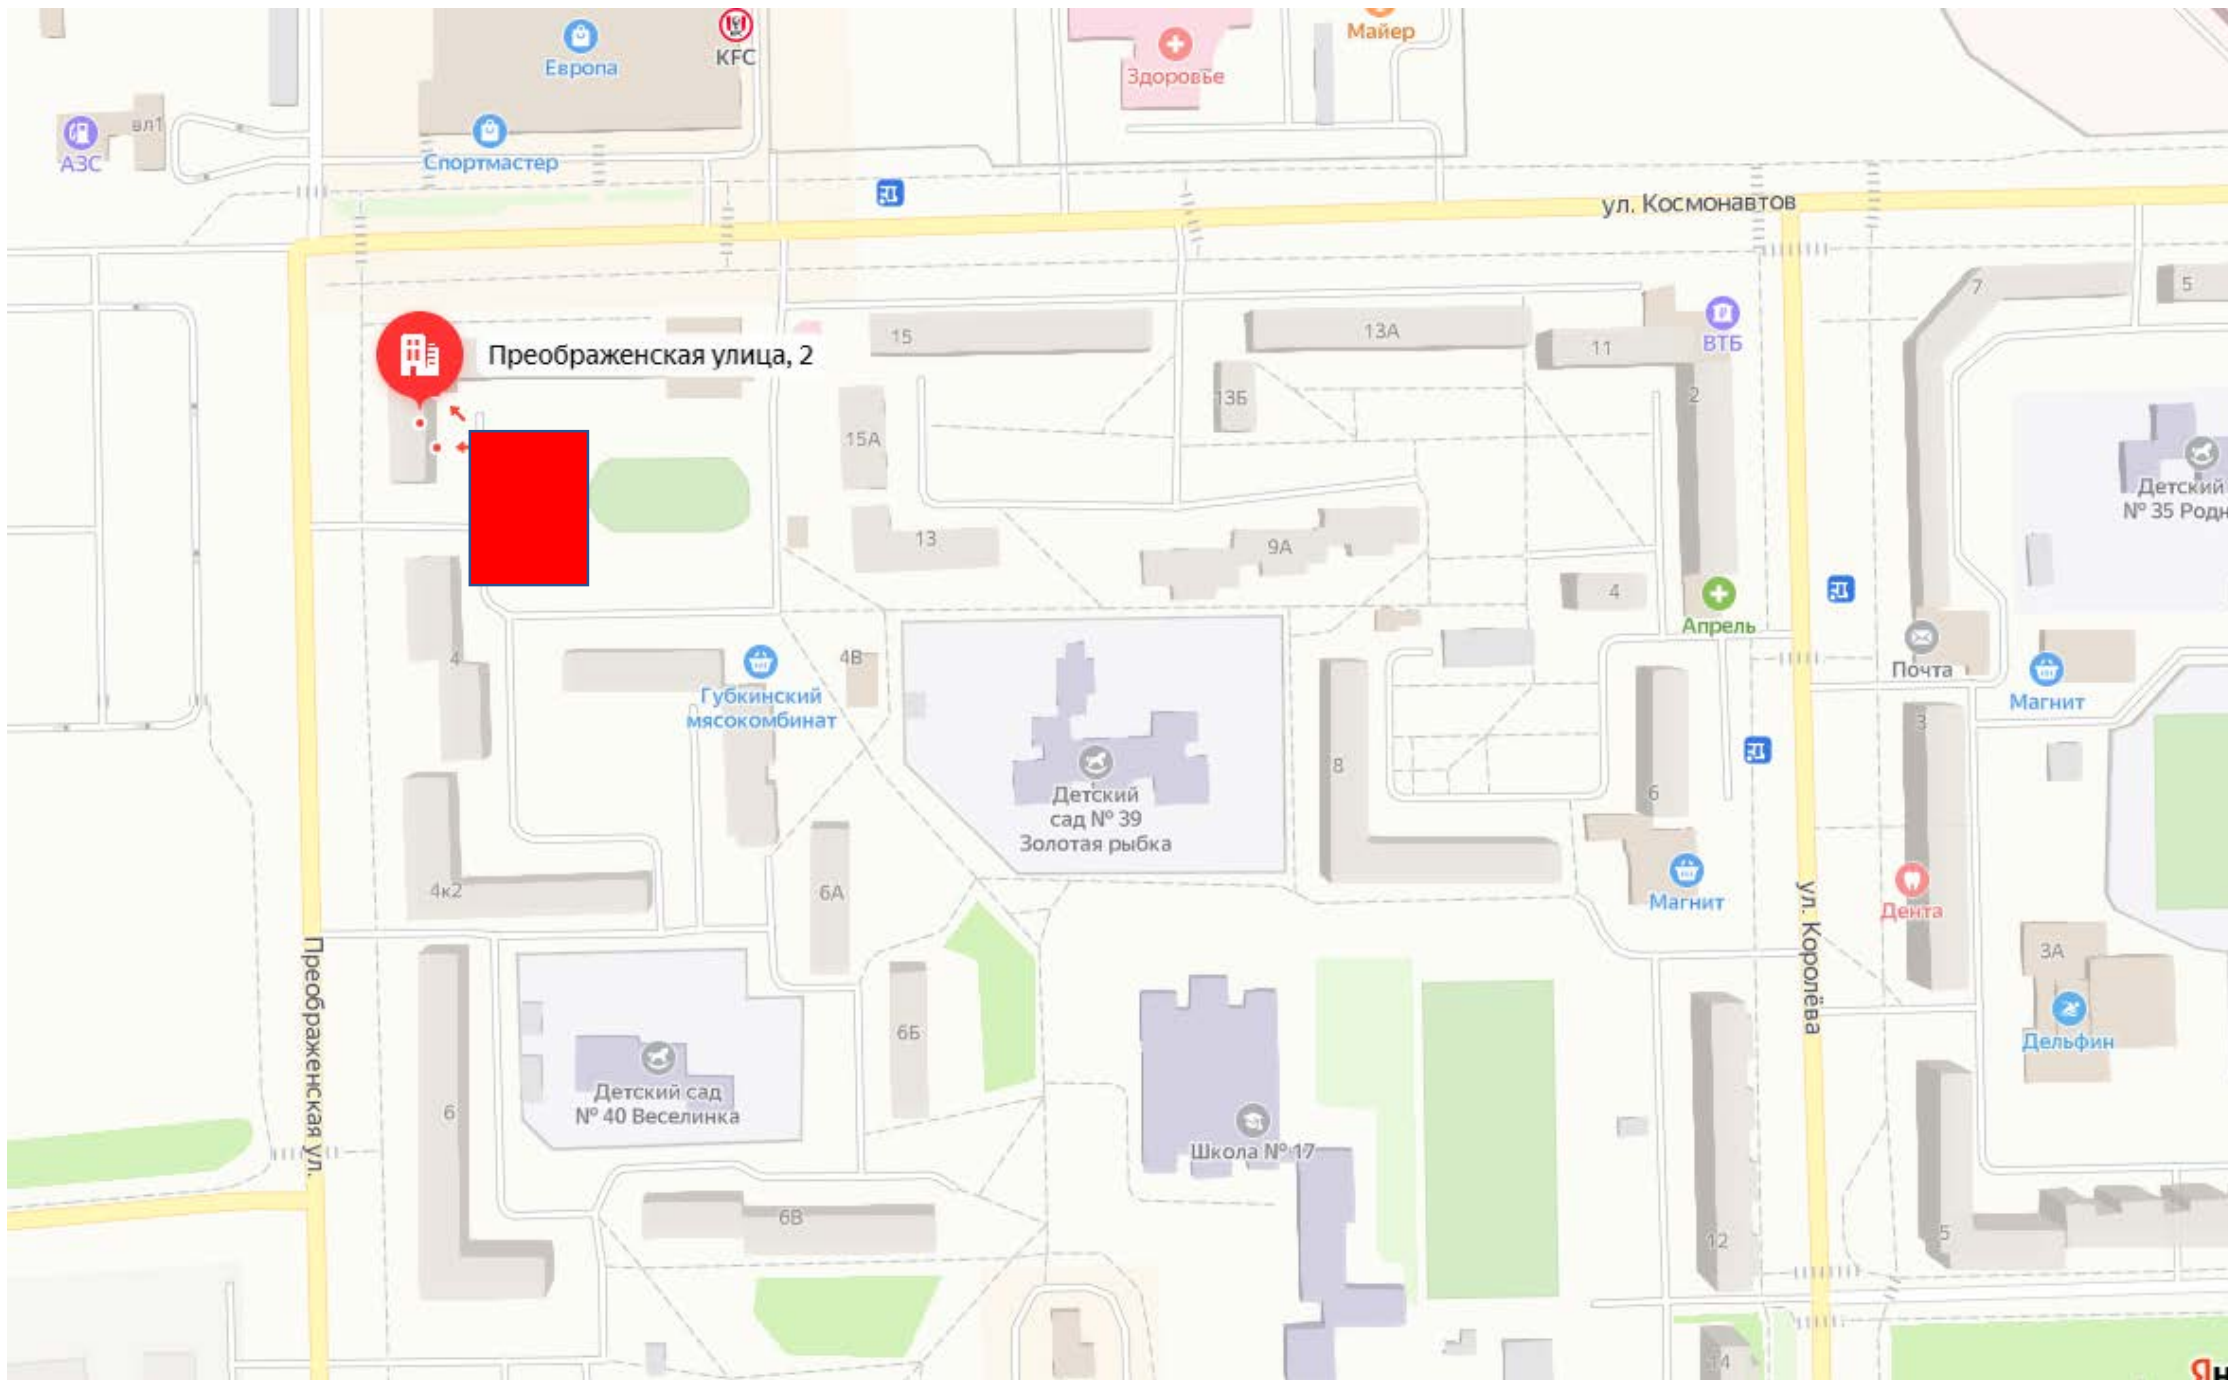 Европа
KFC
Здоровье
Майер
вл1
АЗС
Спортмастер
ул. Космонавтов
Преображенская улица, 2
15
13А
11
ВТБ
7
5
13Б
2
15А
Детский
№ 35 Родн
13
9А
4
Апрель
Почта
Магнит
4
4В
Губкинский
мясокомбинат
8
6
3
Детский
сад № 39
Золотая рыбка
4к2
6А
Магнит
Дента
ул. Королёва
3А
Дельфин
Преображенская ул.
6Б
6
Детский сад
№ 40 Веселинка
Школа № 17
6В
12
5
14
Ян